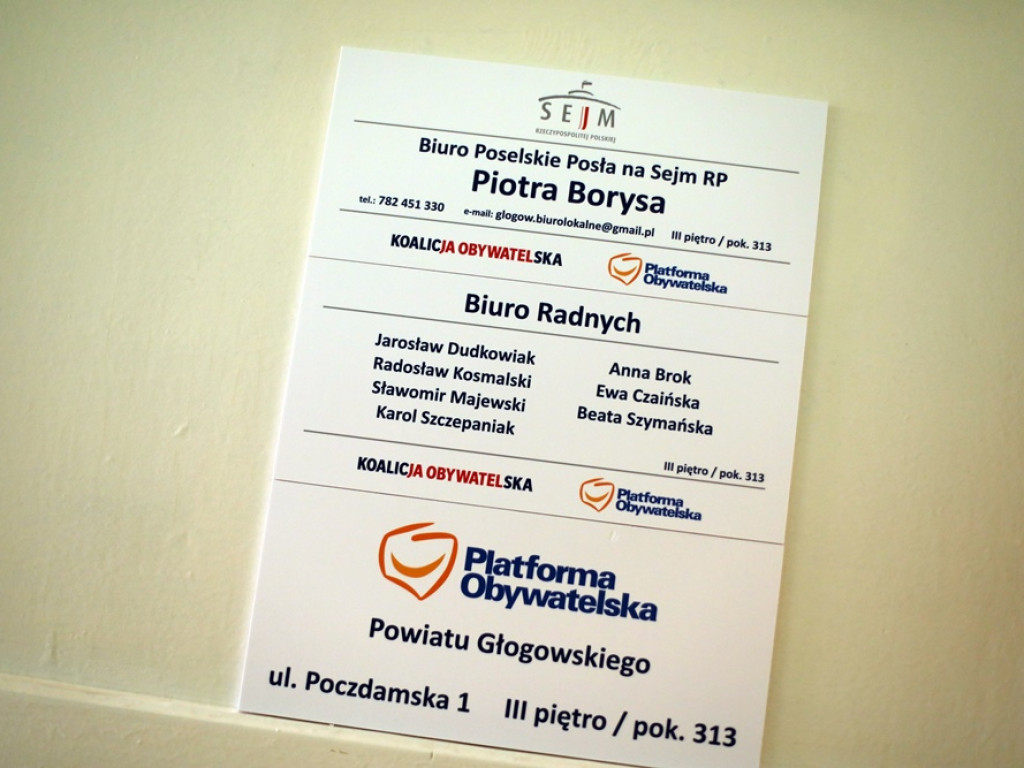 SEJM
RZECZYPOSPOLITEJ POLSKIEJ
Biuro Poselskie Posła na Sejm RP
Piotra Borysa
tel.: 782 451 330 e-mail: glogow.biurolokalne@gmail.pl III piętro / pok. 313
KOALICJA OBYWATELSKA
Platforma
Obywatelska
Biuro Radnych
Jarosław Dudkowiak
Radosław Kosmalski
Sławomir Majewski
Karol Szczepaniak
Anna Brok
Ewa Czaińska
Beata Szymańska
III piętro / pok. 313
KOALICJA OBYWATELSKA
Platforma
Obywatelska
Platforma
Obywatelska
Powiatu Głogowskiego
ul. Poczdamska 1 III piętro / pok. 313